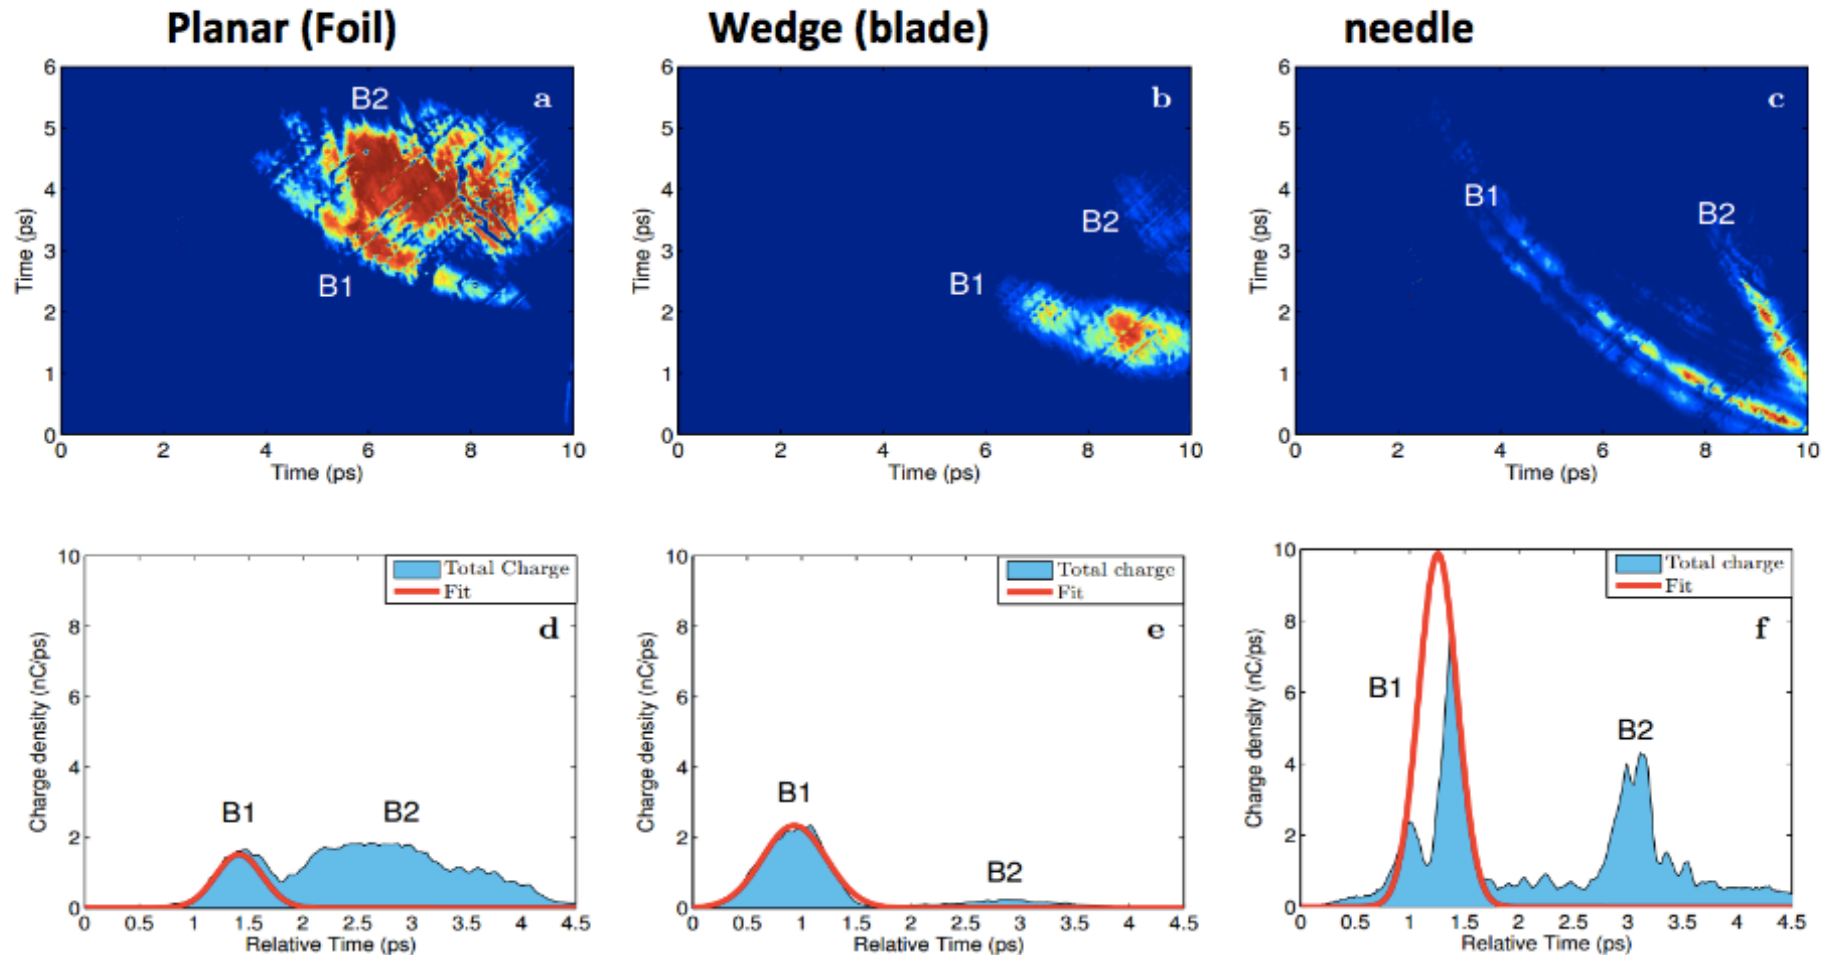 Planar (Foil)
Wedge (blade)
needle
6
5
4
3
2
1
0
Time (ps)
B2
a
B1
0 2 4 6 8 10
Time (ps)
6
5
4
3
2
1
0
Time (ps)
b
B2
B1
0 2 4 6 8 10
Time (ps)
6
5
4
3
2
1
0
Time (ps)
c
B1
B2
0 2 4 6 8 10
Time (ps)
10
8
6
4
2
0
Charge density (nC/ps)
Total Charge
Fit
d
B1
B2
0 0.5 1 1.5 2 2.5 3 3.5 4 4.5
Relative Time (ps)
10
8
6
4
2
0
Charge density (nC/ps)
Total charge
Fit
e
B1
B2
0 0.5 1 1.5 2 2.5 3 3.5 4 4.5
Relative Time (ps)
10
8
6
4
2
0
Charge density (nC/ps)
Total charge
Fit
f
B1
B2
0 0.5 1 1.5 2 2.5 3 3.5 4 4.5
Relative Time (ps)